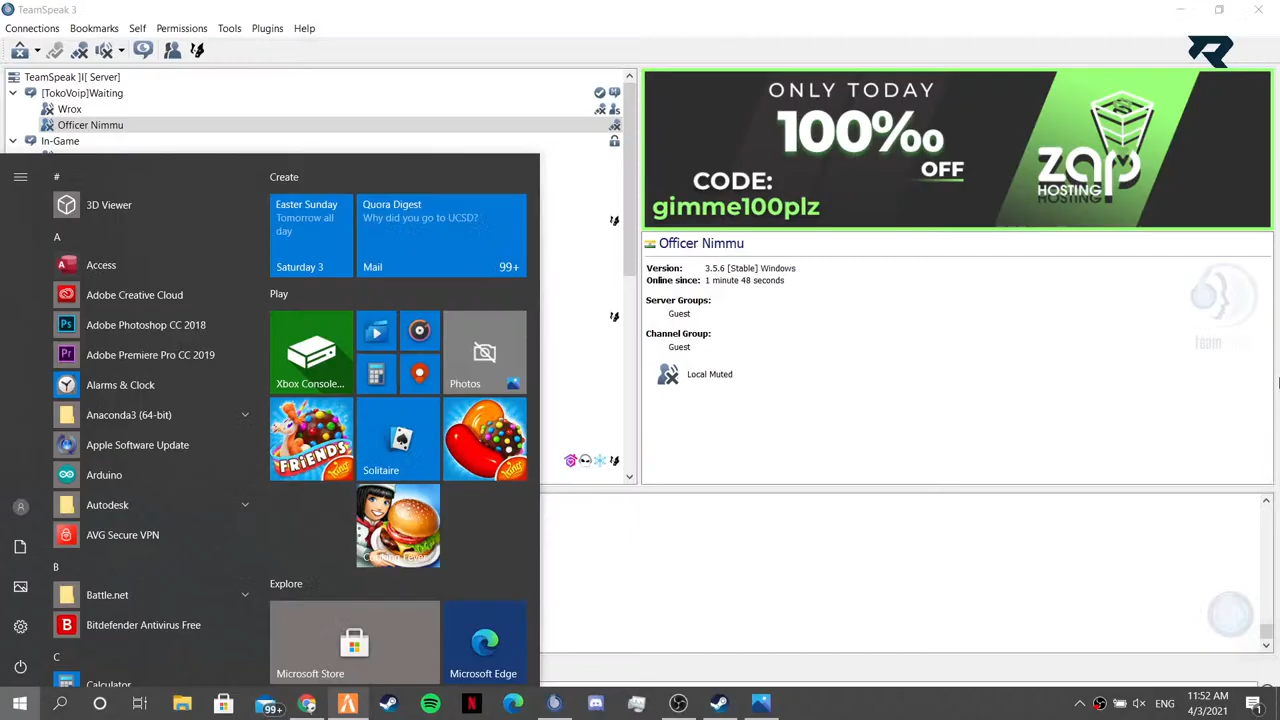 TeamSpeak 3
Connections Bookmarks Self Permissions Tools Plugins Help
TeamSpeak ]I[ Server]
[TokoVoip]Waiting
Wrox
Officer Nimmu
In-Game
ONLY TODAY
100‰
OFF
CODE:
gimme100plz
ZAP
HOSTING
Officer Nimmu
Version: 3.5.6 [Stable] Windows
Online since: 1 minute 48 seconds
Server Groups:
Guest
Channel Group:
Guest
Local Muted
#
3D Viewer
A
Access
Adobe Creative Cloud
Adobe Photoshop CC 2018
Adobe Premiere Pro CC 2019
Alarms & Clock
Anaconda3 (64-bit)
Apple Software Update
Arduino
Autodesk
AVG Secure VPN
B
Battle.net
Bitdefender Antivirus Free
C
Calculator
Create
Easter Sunday
Tomorrow all
day
Saturday 3
Quora Digest
Why did you go to UCSD?
Mail 99+
Play
Xbox Console...
Photos
FRIENDS
King
Solitaire
King
Explore
Microsoft Store
Microsoft Edge
99+
ENG
11:52 AM
4/3/2021
1